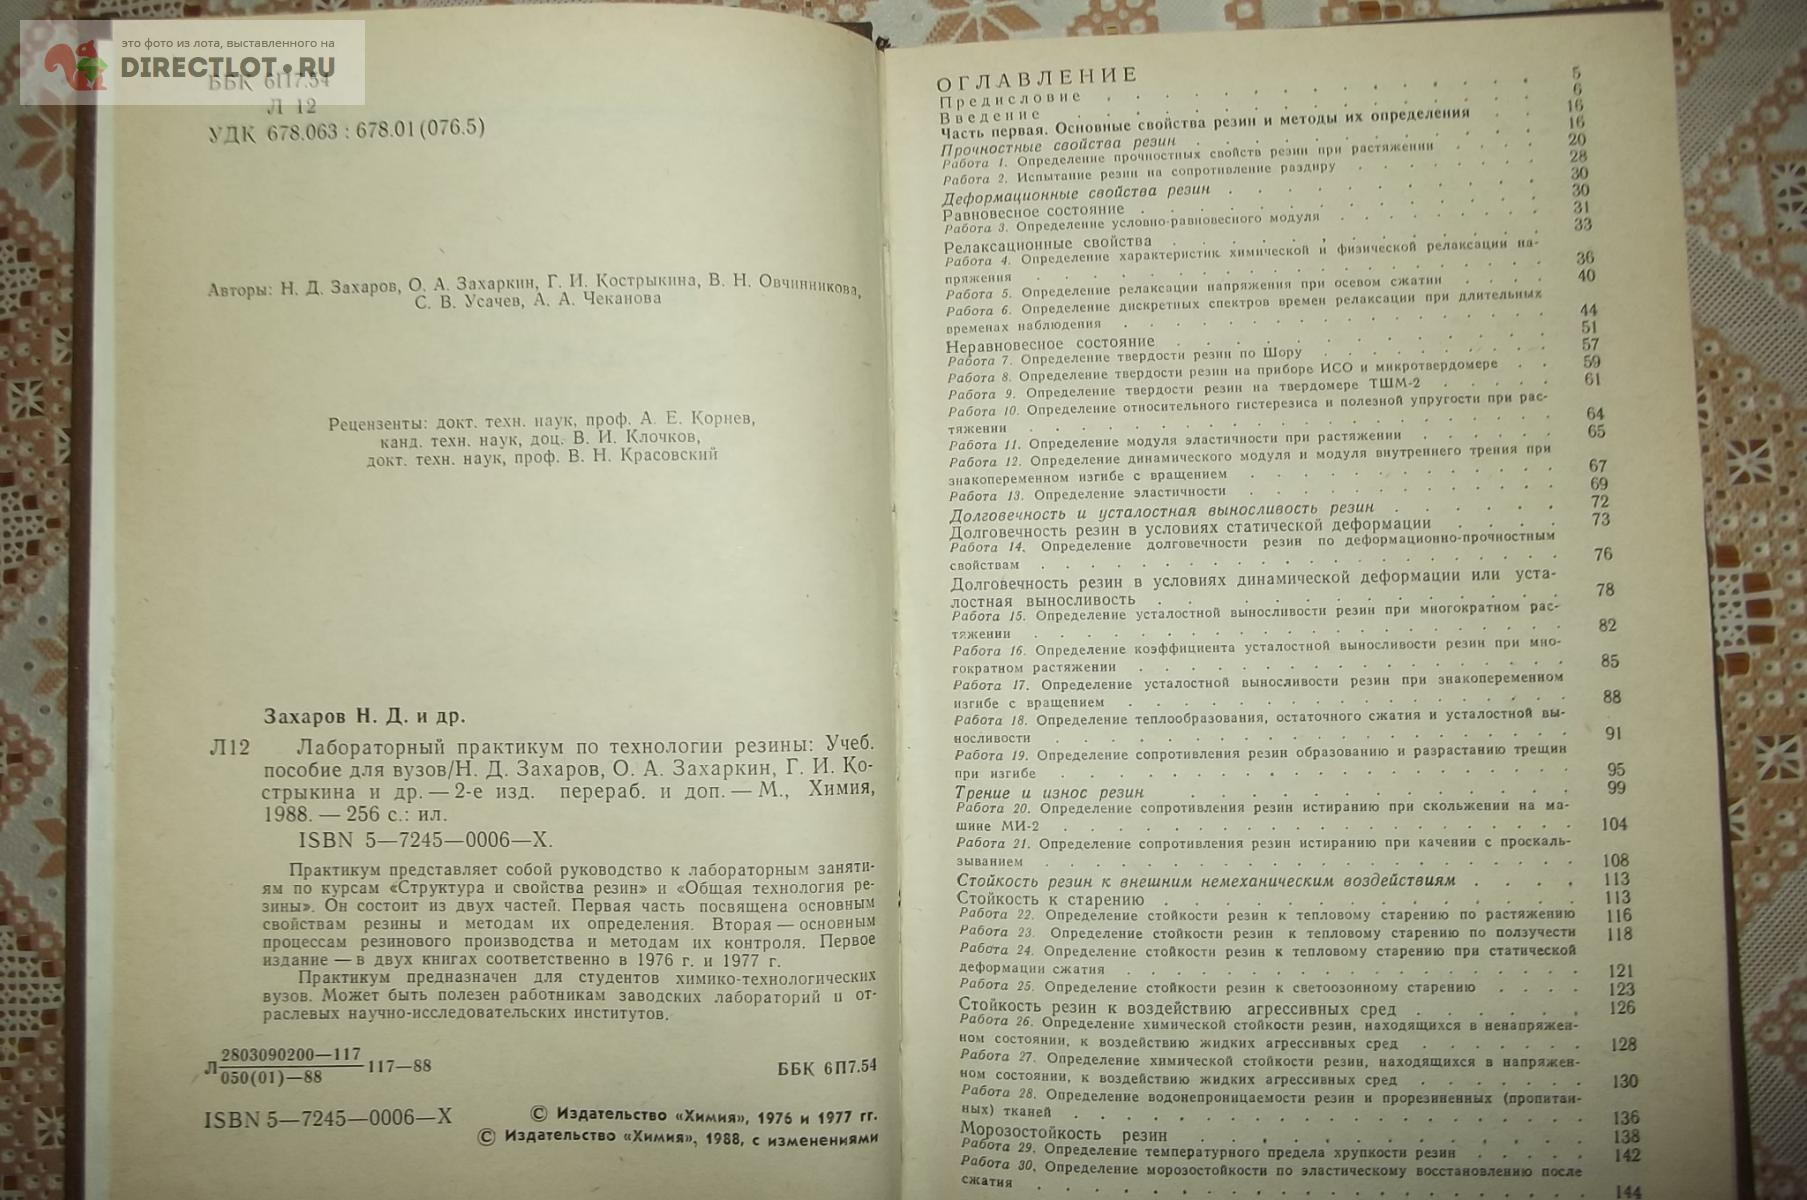 это фото из лота, выставленного на
DIRECTLOT.RU
ББК 6П7.54
Л 12
УДК 678.063 : 678.01 (076.5)
Авторы: Н. Д. Захаров, О. А. Захаркин, Г. И. Кострыкина, В. Н. Овчинникова,
С. В. Усачев, А. А. Чеканова
Рецензенты: докт. техн. наук, проф. А. Е. Корнев,
канд. техн. наук, доц. В. И. Клочков,
докт. техн. наук, проф. В. Н. Красовский
Захаров Н. Д. и др.
Л12 Лабораторный практикум по технологии резины: Учеб.
пособие для вузов/Н. Д. Захаров, О. А. Захаркин, Г. И. Ко-
стрыкина и др. — 2-е изд. перераб. и доп. — М., Химия,
1988. — 256 с.: ил.
ISBN 5—7245—0006—X.
Практикум представляет собой руководство к лабораторным заняти-
ям по курсам «Структура и свойства резин» и «Общая технология ре-
зины». Он состоит из двух частей. Первая часть посвящена основным
свойствам резины и методам их определения. Вторая — основным
процессам резинового производства и методам их контроля. Первое
издание — в двух книгах соответственно в 1976 г. и 1977 г.
Практикум предназначен для студентов химико-технологических
вузов. Может быть полезен работникам заводских лабораторий и от-
раслевых научно-исследовательских институтов.
Л 2803090200—117
050(01)—88 117—88
ББК 6П7.54
ISBN 5—7245—0006—X
© Издательство «Химия», 1976 и 1977 гг.
© Издательство «Химия», 1988, с изменениями
ОГЛАВЛЕНИЕ
Предисловие . . . . . . . . . . 5
Введение . . . . . . . . . . 6
Часть первая. Основные свойства резин и методы их определения . . 16
Прочностные свойства резин . . . . . . . . 16
Работа 1. Определение прочностных свойств резин при растяжении . . . . 20
Работа 2. Испытание резин на сопротивление раздиру . . . . . . 28
Деформационные свойства резин . . . . . . . . 30
Равновесное состояние . . . . . . . . . 30
Работа 3. Определение условно-равновесного модуля . . . . . . 31
Релаксационные свойства . . . . . . . . . 33
Работа 4. Определение характеристик химической и физической релаксации на-
пряжения . . . . . . . . . . 36
Работа 5. Определение релаксации напряжения при осевом сжатии . . . . 40
Работа 6. Определение дискретных спектров времен релаксации при длительных
временах наблюдения . . . . . . . . . 44
Неравновесное состояние . . . . . . . . . 51
Работа 7. Определение твердости резин по Шору . . . . . . 57
Работа 8. Определение твердости резин на приборе ИСО и микротвердомере . . 59
Работа 9. Определение твердости резин на твердомере ТШМ-2 . . . . . 61
Работа 10. Определение относительного гистерезиса и полезной упругости при рас-
тяжении . . . . . . . . . . 64
Работа 11. Определение модуля эластичности при растяжении . . . . . 65
Работа 12. Определение динамического модуля и модуля внутреннего трения при
знакопеременном изгибе с вращением . . . . . . . . 67
Работа 13. Определение эластичности . . . . . . . . 69
Долговечность и усталостная выносливость резин . . . . . . 72
Долговечность резин в условиях статической деформации . . . . 73
Работа 14. Определение долговечности резин по деформационно-прочностным
свойствам . . . . . . . . . . 76
Долговечность резин в условиях динамической деформации или уста-
лостная выносливость . . . . . . . . . 78
Работа 15. Определение усталостной выносливости резин при многократном рас-
тяжении . . . . . . . . . . 82
Работа 16. Определение коэффициента усталостной выносливости резин при мно-
гократном растяжении . . . . . . . . . 85
Работа 17. Определение усталостной выносливости резин при знакопеременном
изгибе с вращением . . . . . . . . . 88
Работа 18. Определение теплообразования, остаточного сжатия и усталостной вы-
носливости . . . . . . . . . . 91
Работа 19. Определение сопротивления резин образованию и разрастанию трещин
при изгибе . . . . . . . . . . 95
Трение и износ резин . . . . . . . . . 99
Работа 20. Определение сопротивления резин истиранию при скольжении на ма-
шине МИ-2 . . . . . . . . . . 104
Работа 21. Определение сопротивления резин истиранию при качении с проскаль-
зыванием . . . . . . . . . . 108
Стойкость резин к внешним немеханическим воздействиям . . . . 113
Стойкость к старению . . . . . . . . . 113
Работа 22. Определение стойкости резин к тепловому старению по растяжению 116
Работа 23. Определение стойкости резин к тепловому старению по ползучести 118
Работа 24. Определение стойкости резин к тепловому старению при статической
деформации сжатия . . . . . . . . . 121
Работа 25. Определение стойкости резин к светоозонному старению . . . . 123
Стойкость резин к воздействию агрессивных сред . . . . . . 126
Работа 26. Определение химической стойкости резин, находящихся в ненапряжен-
ном состоянии, к воздействию жидких агрессивных сред . . . . . . 128
Работа 27. Определение химической стойкости резин, находящихся в напряжен-
ном состоянии, к воздействию жидких агрессивных сред . . . . . . 130
Работа 28. Определение водонепроницаемости резин и прорезиненных (пропитан-
ных) тканей . . . . . . . . . . 136
Морозостойкость резин . . . . . . . . . 138
Работа 29. Определение температурного предела хрупкости резин . . . . 142
Работа 30. Определение морозостойкости по эластическому восстановлению после
сжатия . . . . . . . . . . 144